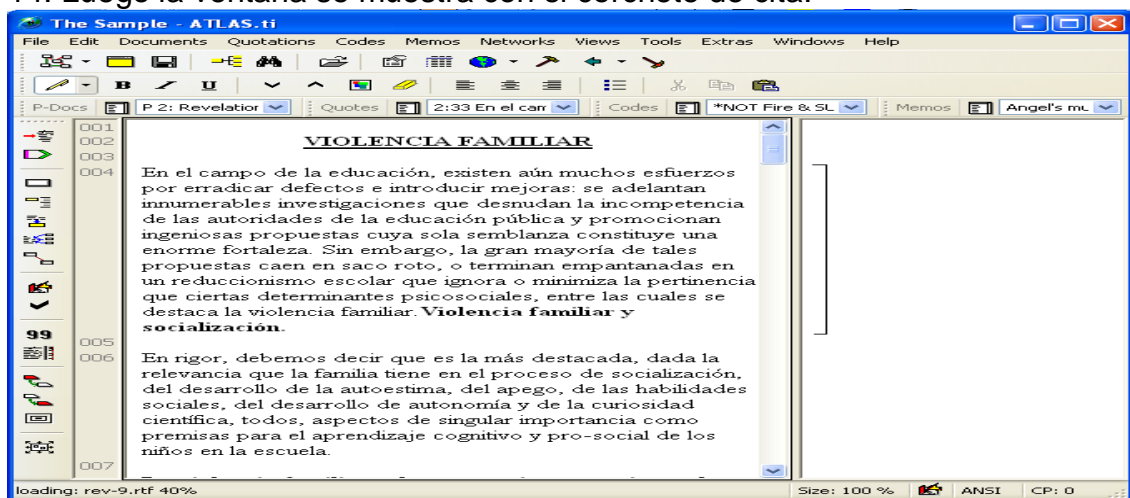 The Sample - ATLAS.ti
File Edit Documents Quotations Codes Memos Networks Views Tools Extras Windows Help
B I U
P-Docs P 2: Revelatior Quotes 2:33 En el carr Codes *NOT Fire & SL Memos Angel's mu
001
002 VIOLENCIA FAMILIAR
003
004 En el campo de la educación, existen aún muchos esfuerzos
por erradicar defectos e introducir mejoras: se adelantan
innumerables investigaciones que desnudan la incompetencia
de las autoridades de la educación pública y promocionan
ingeniosas propuestas cuya sola semblanza constituye una
enorme fortaleza. Sin embargo, la gran mayoría de tales
propuestas caen en saco roto, o terminan empantanadas en
un reduccionismo escolar que ignora o minimiza la pertinencia
que ciertas determinantes psicosociales, entre las cuales se
destaca la violencia familiar. Violencia familiar y
socialización.
005
006 En rigor, debemos decir que es la más destacada, dada la
relevancia que la familia tiene en el proceso de socialización,
del desarrollo de la autoestima, del apego, de las habilidades
sociales, del desarrollo de autonomía y de la curiosidad
científica, todos, aspectos de singular importancia como
premisas para el aprendizaje cognitivo y pro-social de los
niños en la escuela.
007
loading: rev-9.rtf 40% Size: 100 % ANSI CP: 0